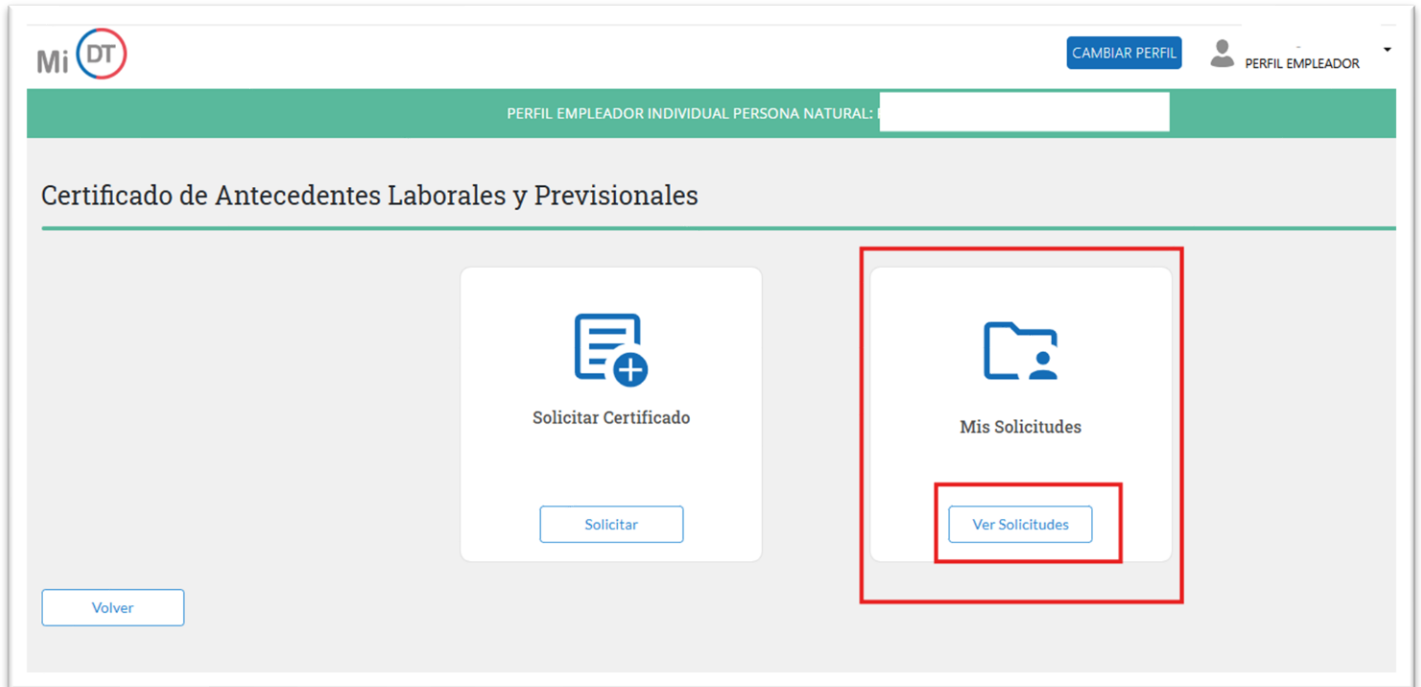 Mi DT
CAMBIAR PERFIL
PERFIL EMPLEADOR
PERFIL EMPLEADOR INDIVIDUAL PERSONA NATURAL:
Certificado de Antecedentes Laborales y Previsionales
Solicitar Certificado
Mis Solicitudes
Solicitar
Ver Solicitudes
Volver